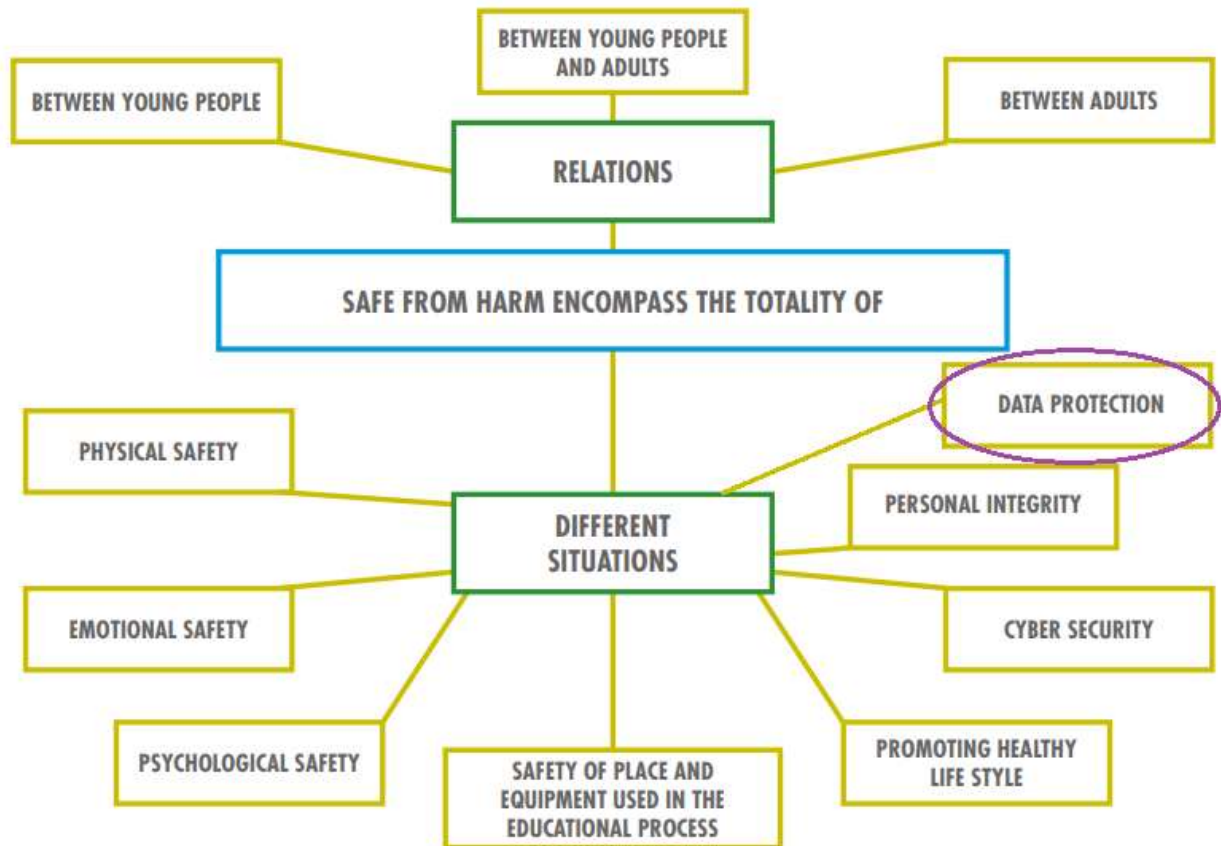 BETWEEN YOUNG PEOPLE
AND ADULTS
BETWEEN YOUNG PEOPLE
BETWEEN ADULTS
RELATIONS
SAFE FROM HARM ENCOMPASS THE TOTALITY OF
DATA PROTECTION
PHYSICAL SAFETY
PERSONAL INTEGRITY
DIFFERENT
SITUATIONS
EMOTIONAL SAFETY
CYBER SECURITY
PSYCHOLOGICAL SAFETY
SAFETY OF PLACE AND
EQUIPMENT USED IN THE
EDUCATIONAL PROCESS
PROMOTING HEALTHY
LIFE STYLE